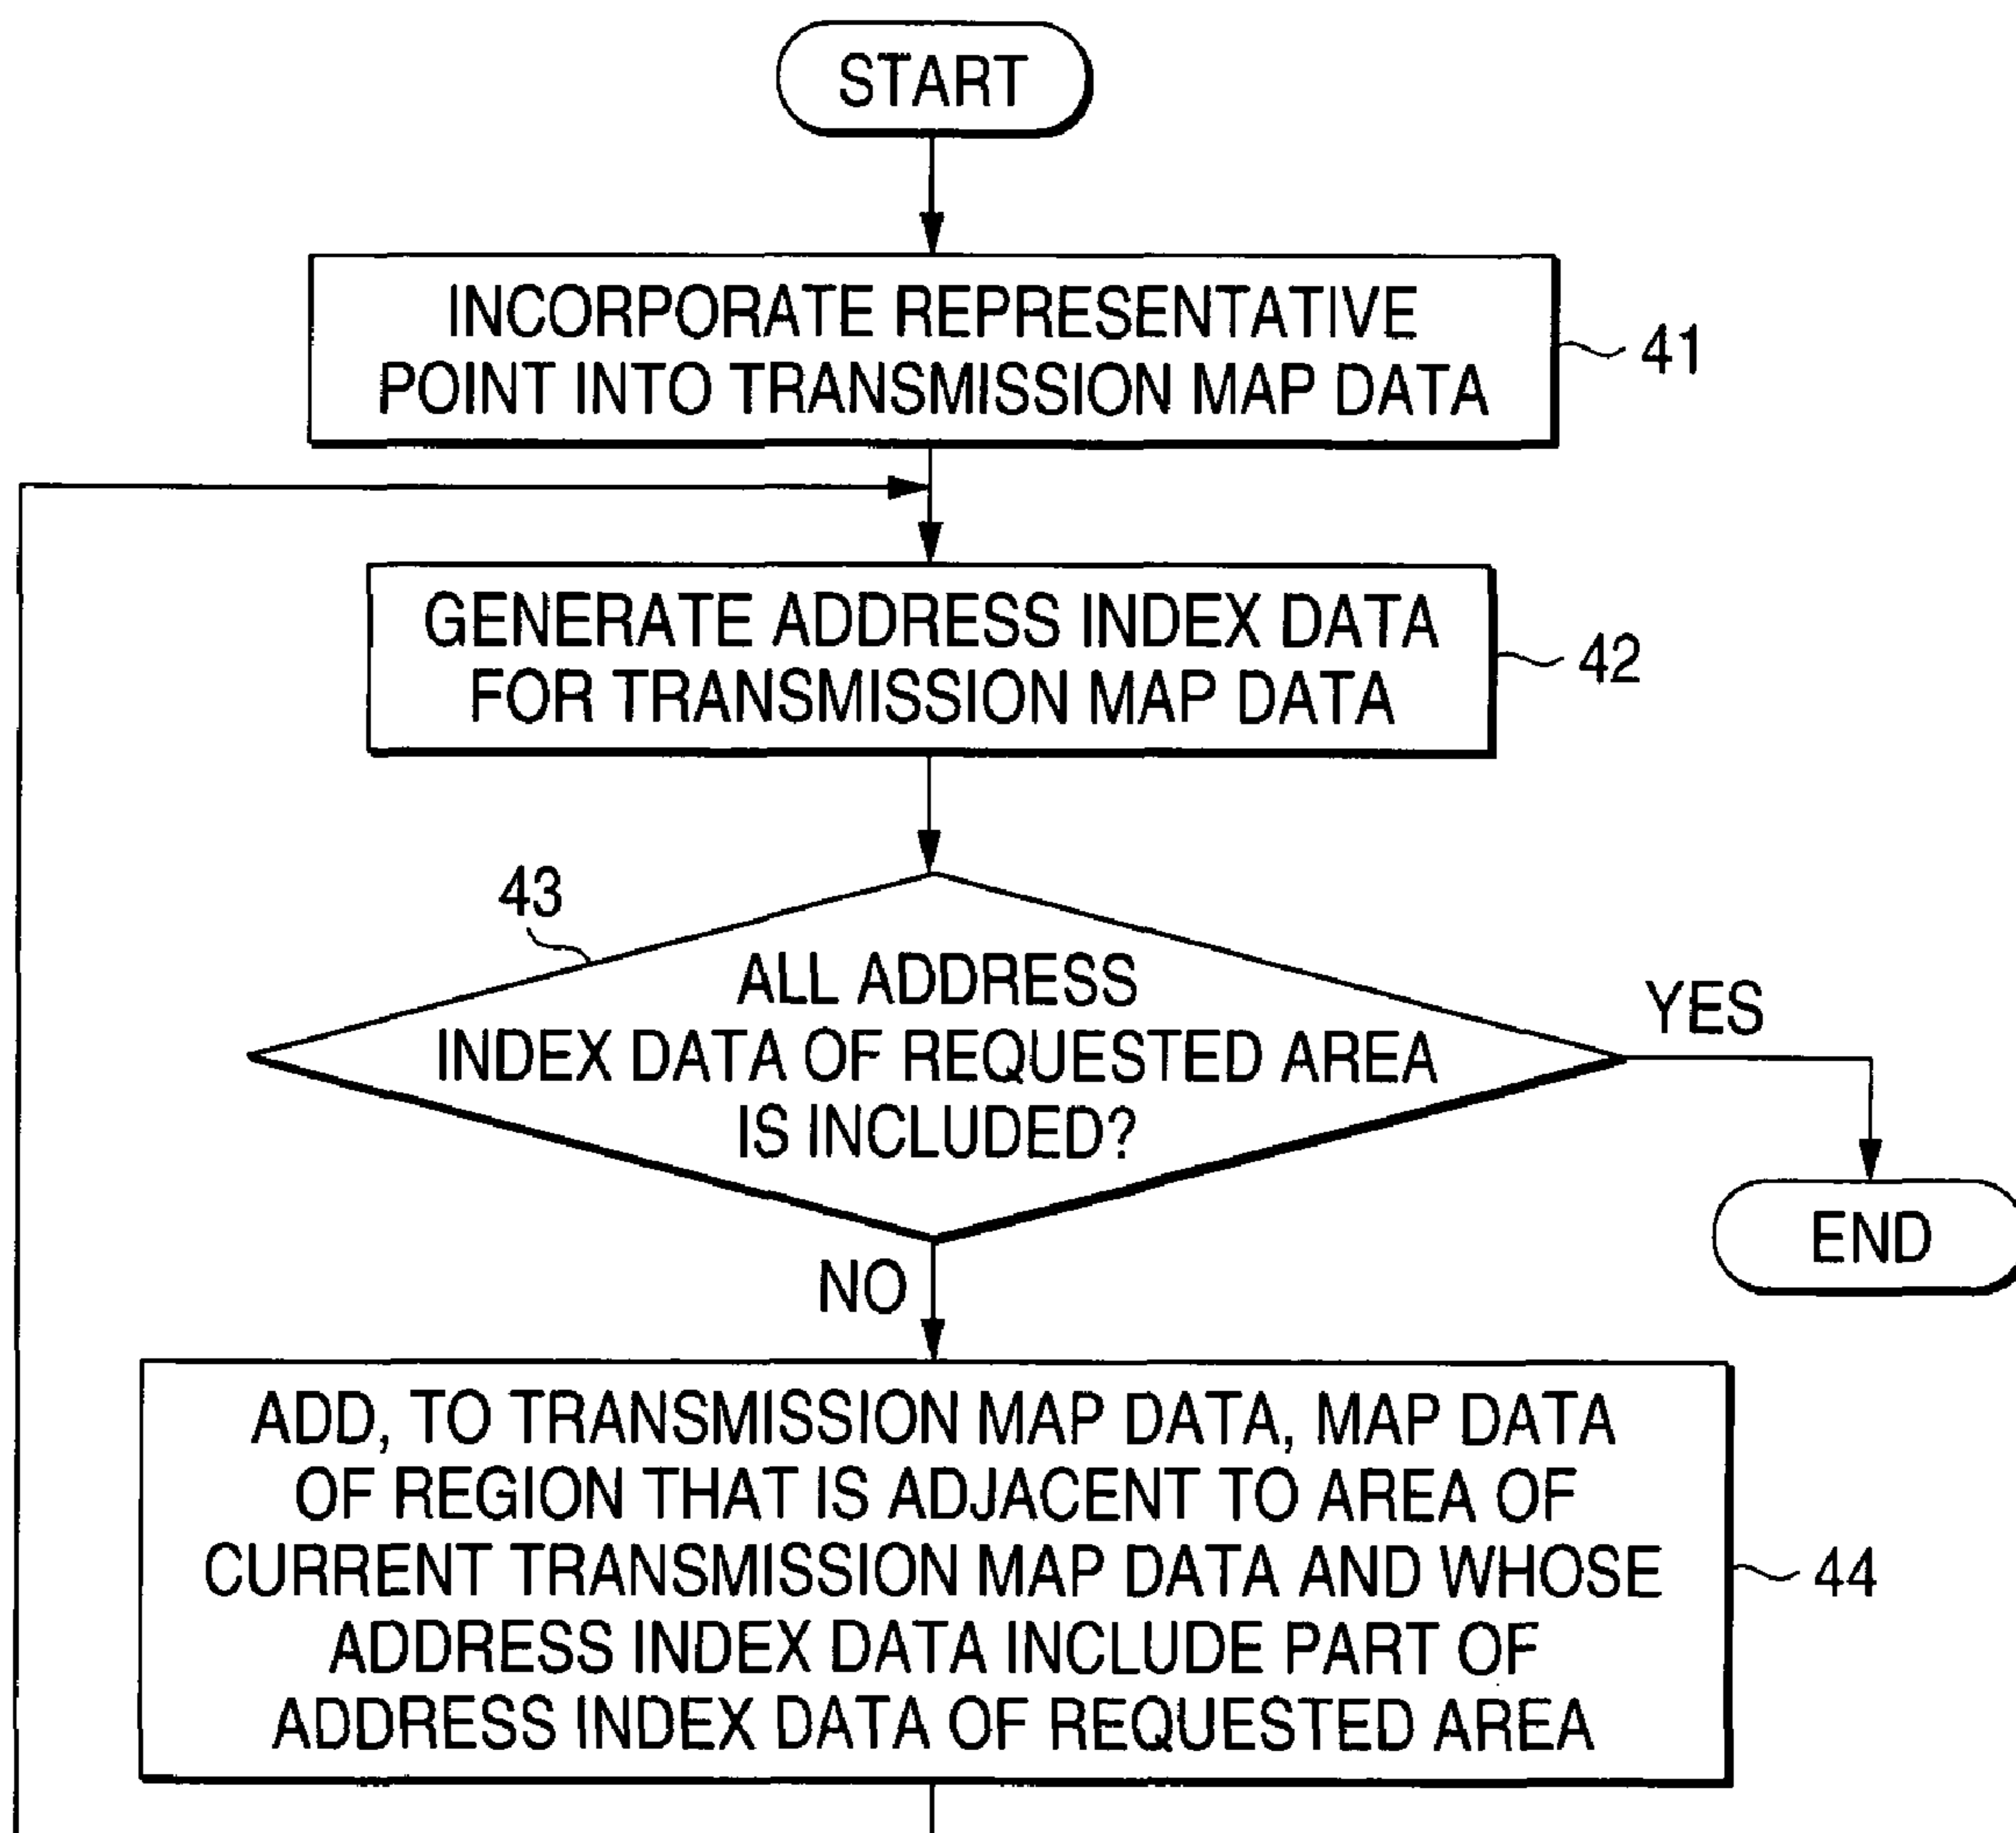 START
INCORPORATE REPRESENTATIVE
POINT INTO TRANSMISSION MAP DATA
41
GENERATE ADDRESS INDEX DATA
FOR TRANSMISSION MAP DATA
42
43
ALL ADDRESS
INDEX DATA OF REQUESTED AREA
IS INCLUDED?
YES
END
NO
ADD, TO TRANSMISSION MAP DATA, MAP DATA
OF REGION THAT IS ADJACENT TO AREA OF
CURRENT TRANSMISSION MAP DATA AND WHOSE
ADDRESS INDEX DATA INCLUDE PART OF
ADDRESS INDEX DATA OF REQUESTED AREA
44